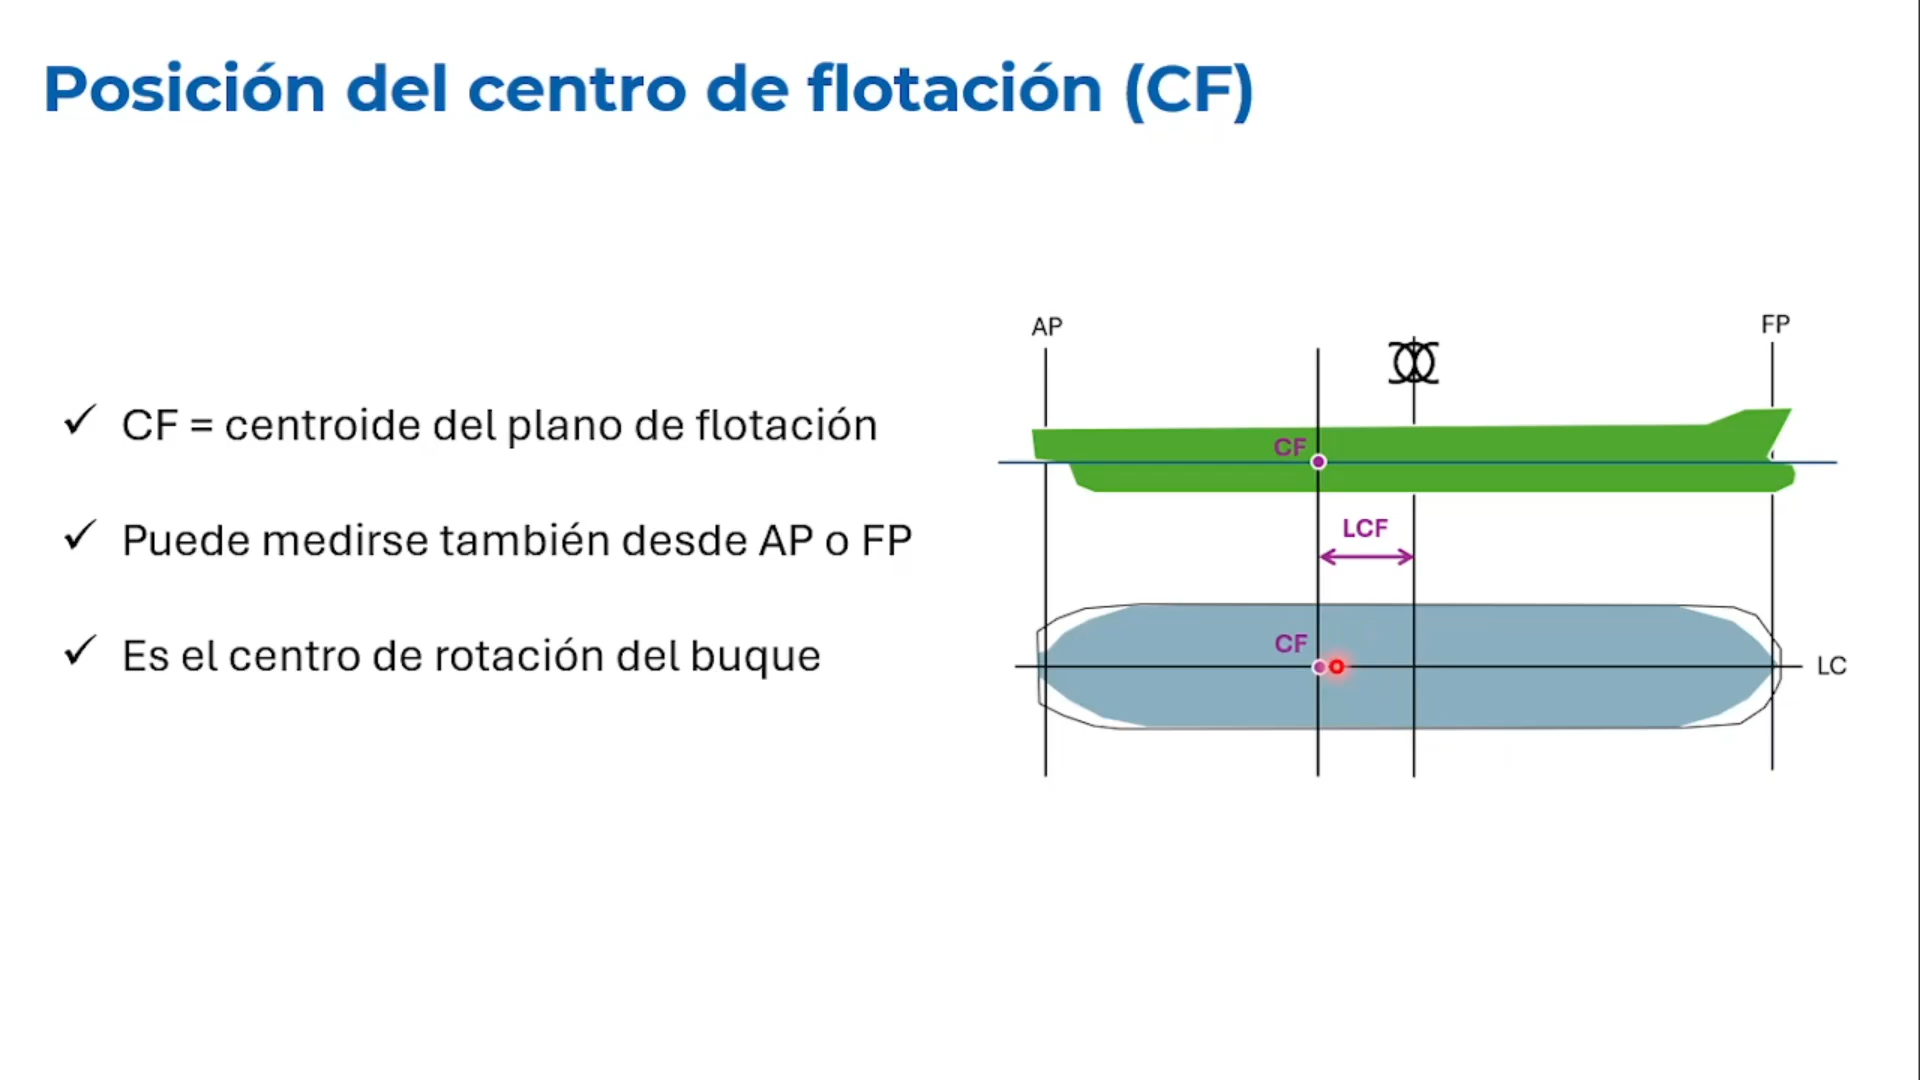 Posición del centro de flotación (CF)
✓ CF = centroide del plano de flotación
✓ Puede medirse también desde AP o FP
✓ Es el centro de rotación del buque
AP
FP
CF
LCF
CF
LC